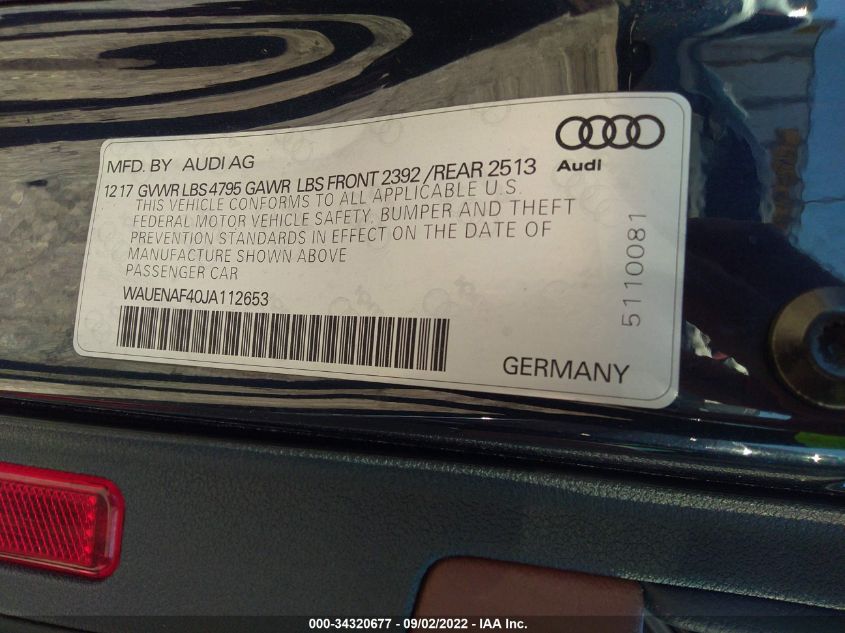 MFD. BY AUDI AG
Audi
12 17 GVWR LBS 4795 GAWR LBS FRONT 2392 /REAR 2513
THIS VEHICLE CONFORMS TO ALL APPLICABLE U.S.
FEDERAL MOTOR VEHICLE SAFETY, BUMPER AND THEFT
PREVENTION STANDARDS IN EFFECT ON THE DATE OF
MANUFACTURE SHOWN ABOVE
PASSENGER CAR
WAUENAF40JA112653
5110081
GERMANY
000-34320677 - 09/02/2022 - IAA Inc.